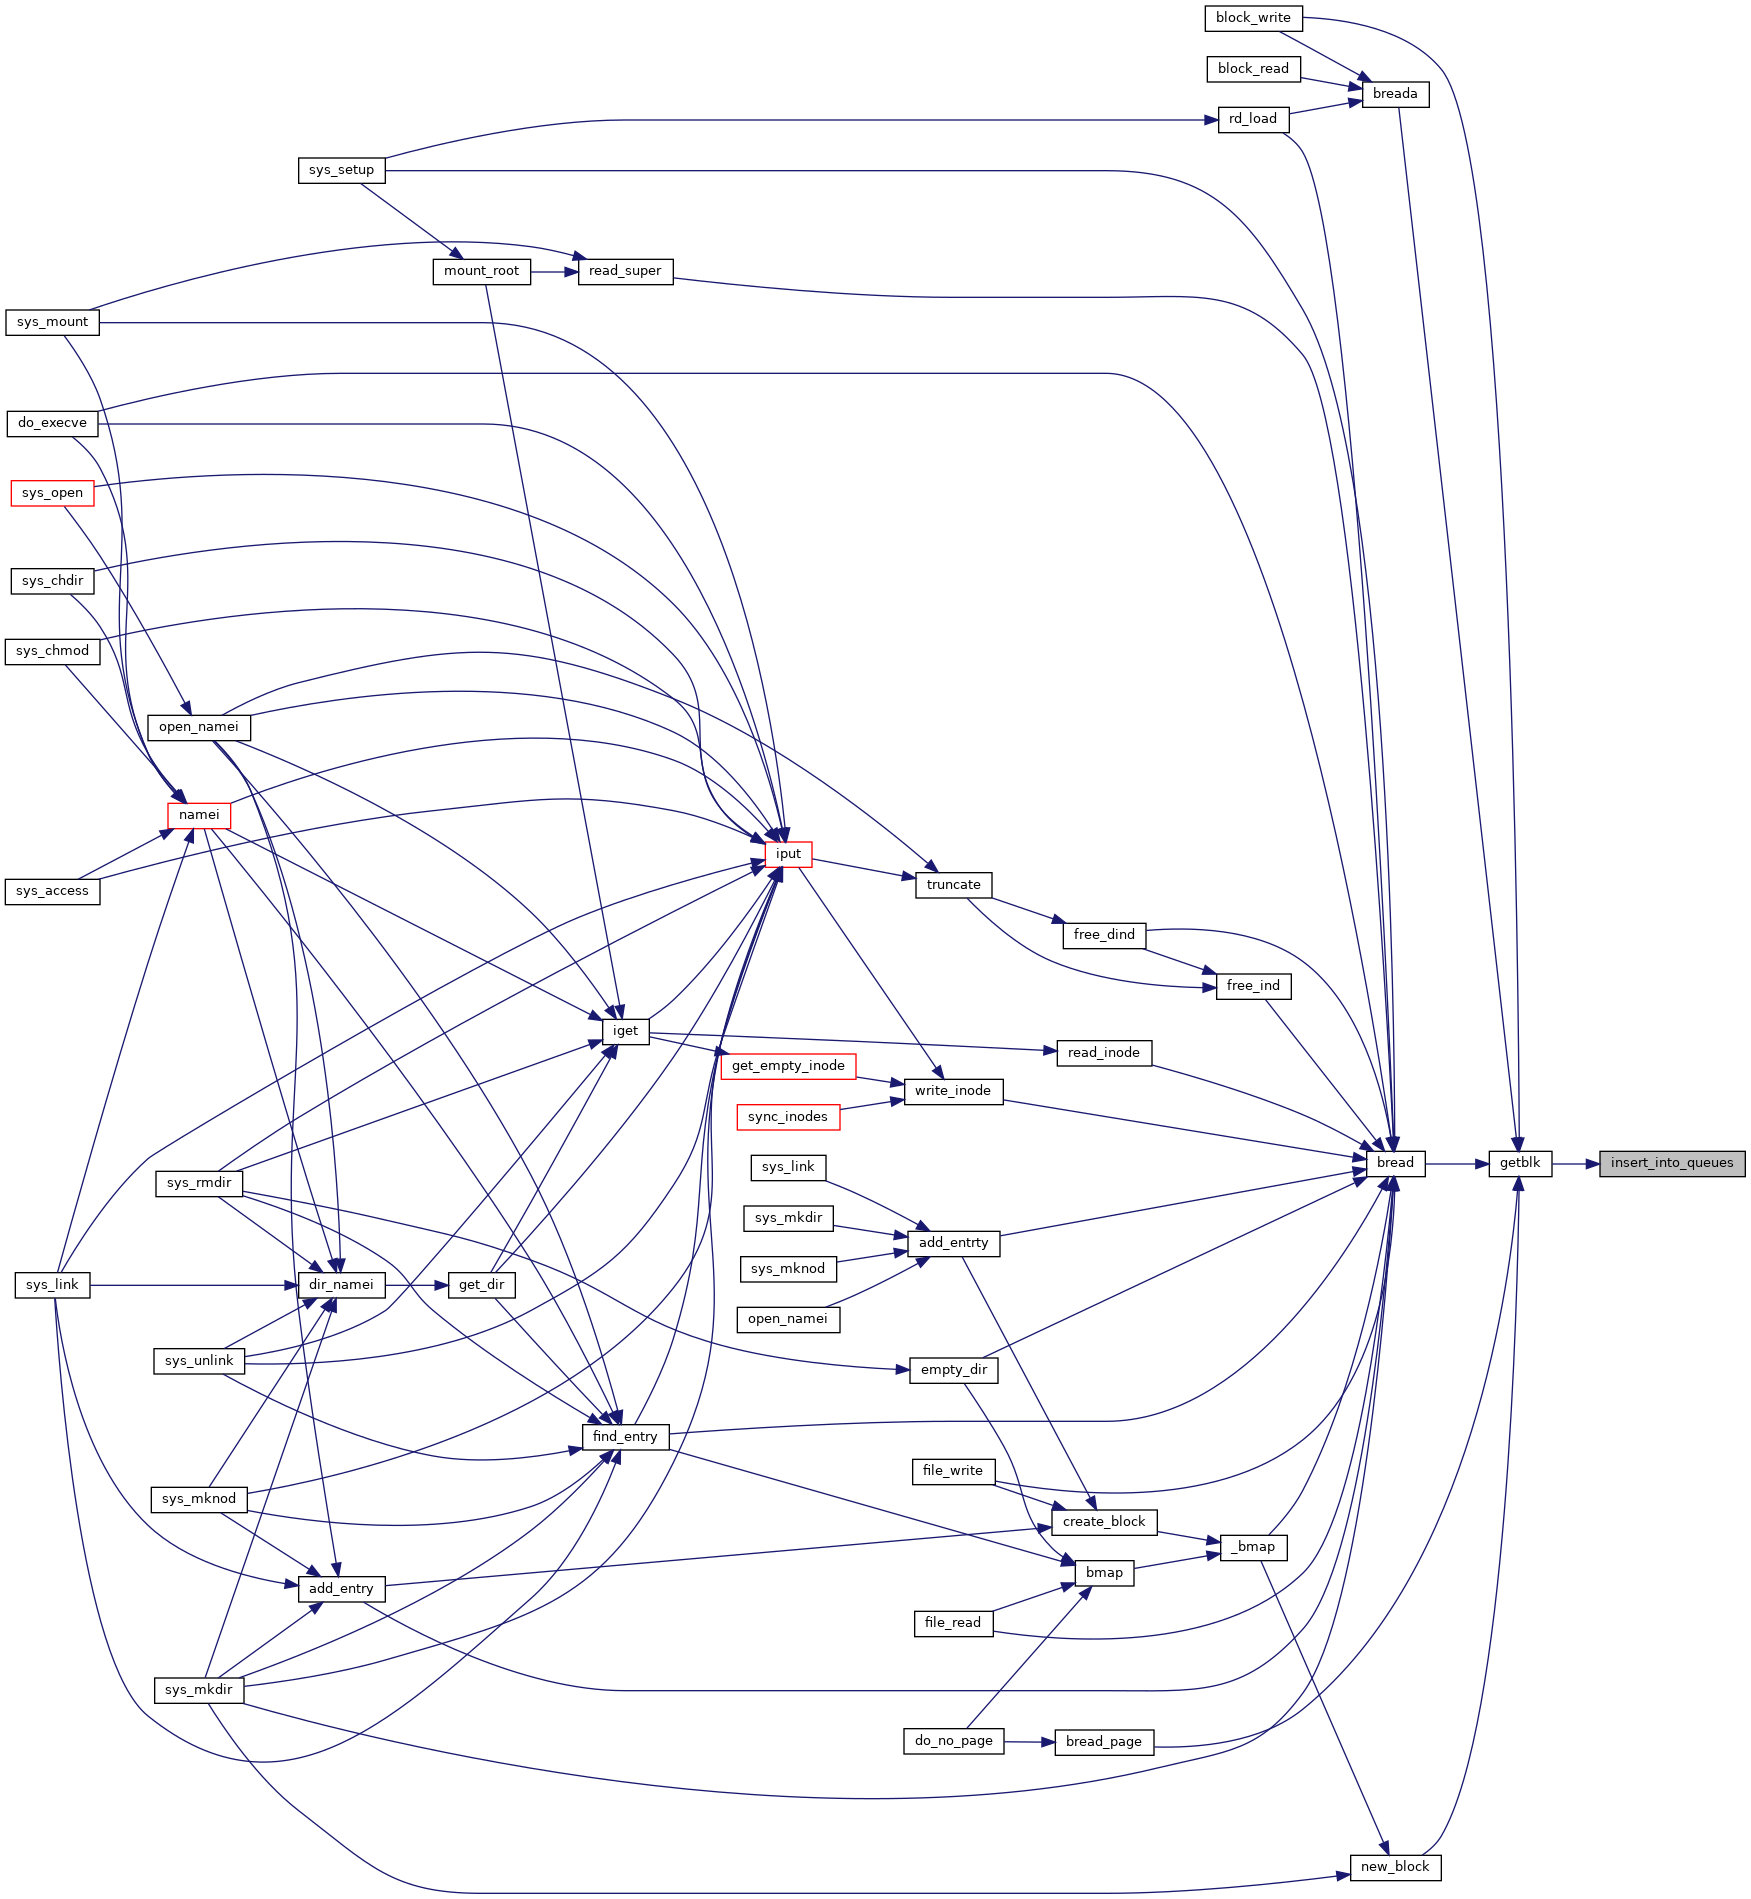 block_write
block_read
breada
rd_load
sys_setup
mount_root
read_super
sys_mount
do_execve
sys_open
sys_chdir
sys_chmod
open_namei
namei
iput
sys_access
truncate
free_dind
free_ind
iget
read_inode
get_empty_inode
write_inode
sync_inodes
sys_link
bread
getblk
insert_into_queues
sys_rmdir
sys_mkdir
add_entrty
sys_mknod
sys_link
dir_namei
get_dir
open_namei
sys_unlink
empty_dir
find_entry
file_write
sys_mknod
create_block
_bmap
bmap
add_entry
file_read
sys_mkdir
do_no_page
bread_page
new_block